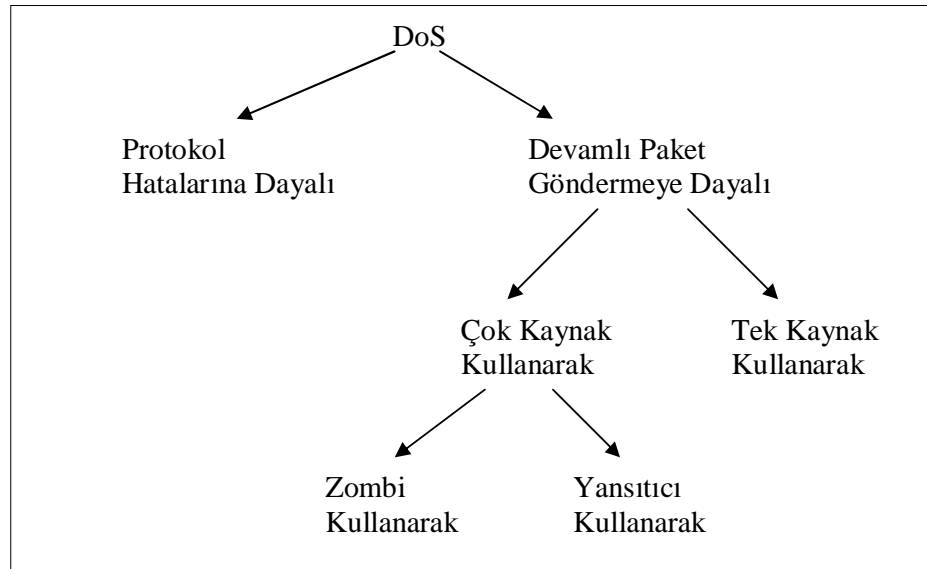 DoS
Protokol
Hatalarına Dayalı
Devamlı Paket
Göndermeye Dayalı
Çok Kaynak
Kullanarak
Tek Kaynak
Kullanarak
Zombi
Kullanarak
Yansıtıcı
Kullanarak